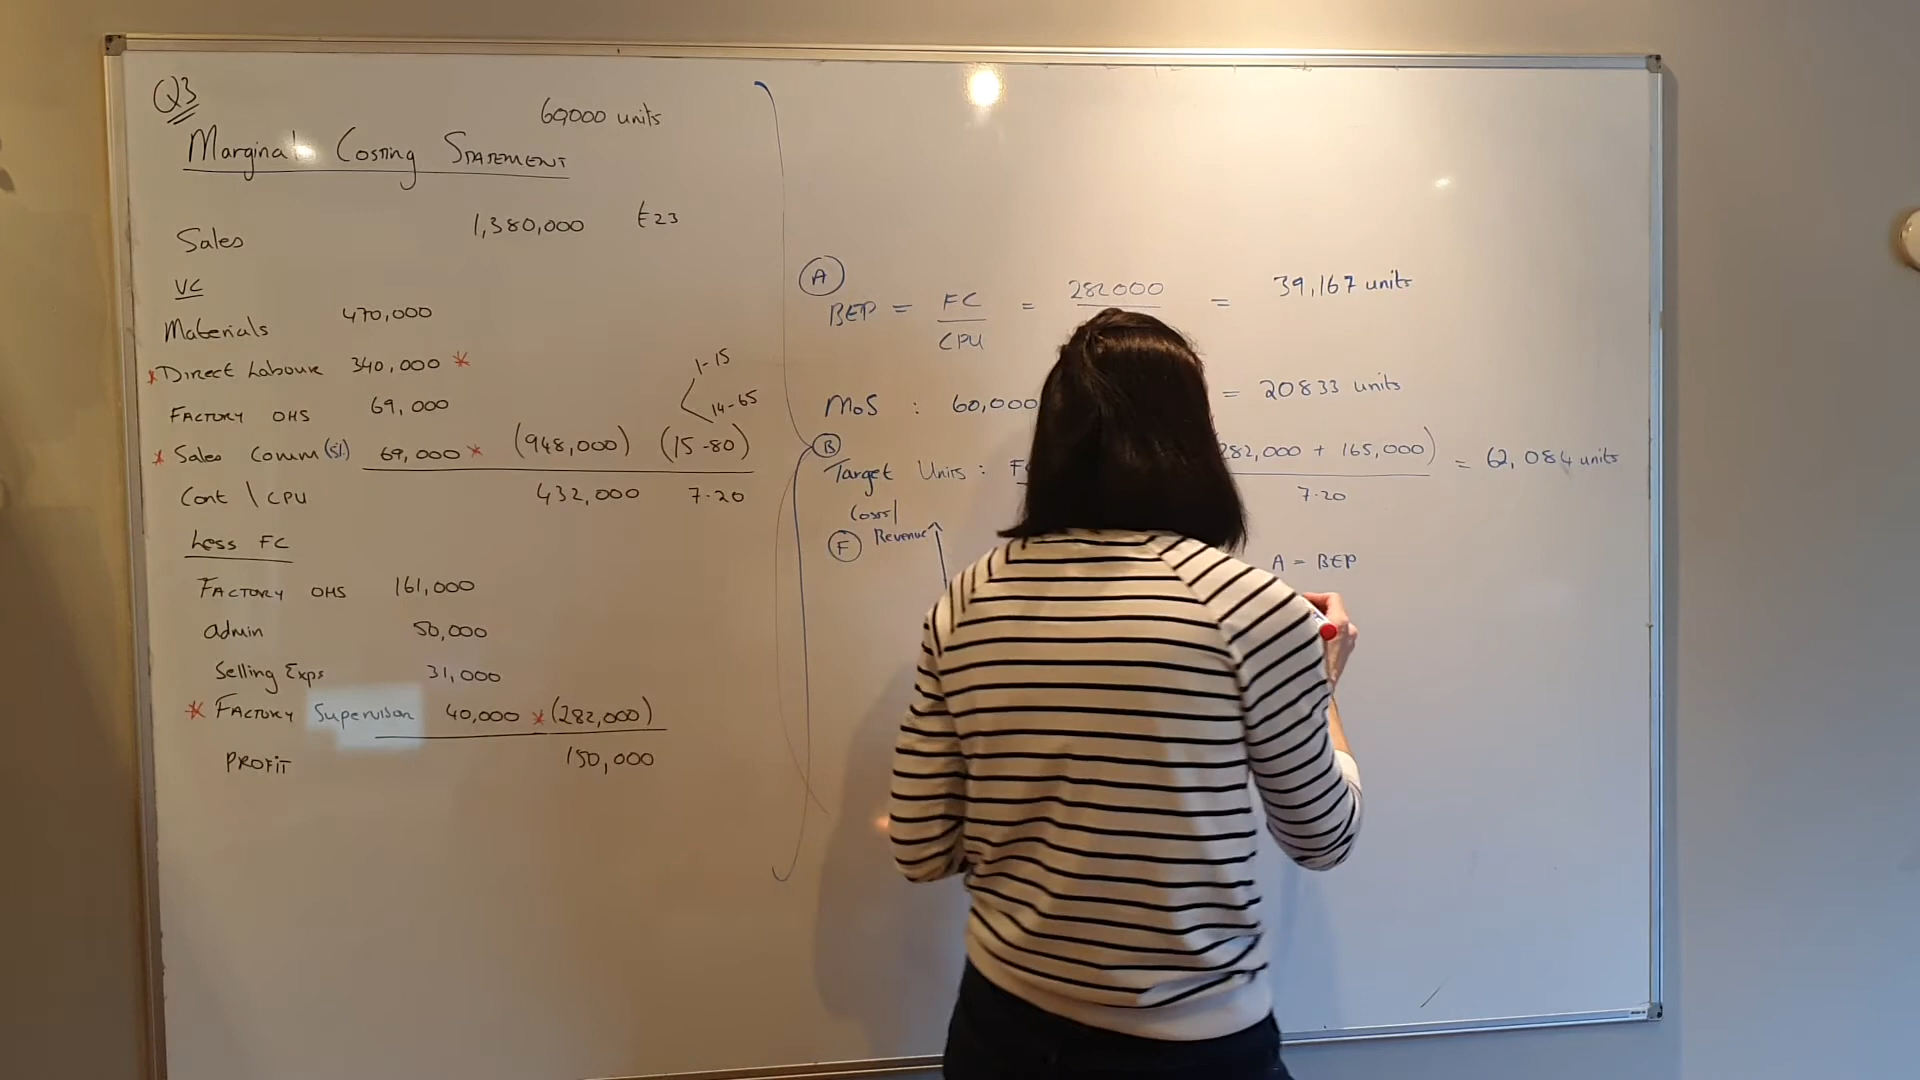 Q3
60000 units
Marginal Costing STATEMENT
Sales 1,380,000 €23
VC
Materials 470,000
*Direct Labour 340,000 * 1-15
FACTORY OHS 69,000 14-65
* Sales Comm (5%) 69,000 * (948,000) (15-80)
Cont \ CPU 432,000 7.20
Less FC
FACTORY OHS 161,000
admin 50,000
Selling Exps 31,000
* FACTORY Supervisor 40,000 * (282,000)
PROFIT 150,000
A
BEP = FC = 282000 = 39,167 units
CPU
MoS : 60,000 = 20833 units
B
Target Units : 282,000 + 165,000) = 62,084 units
7.20
Costs/
F Revenue
A = BEP